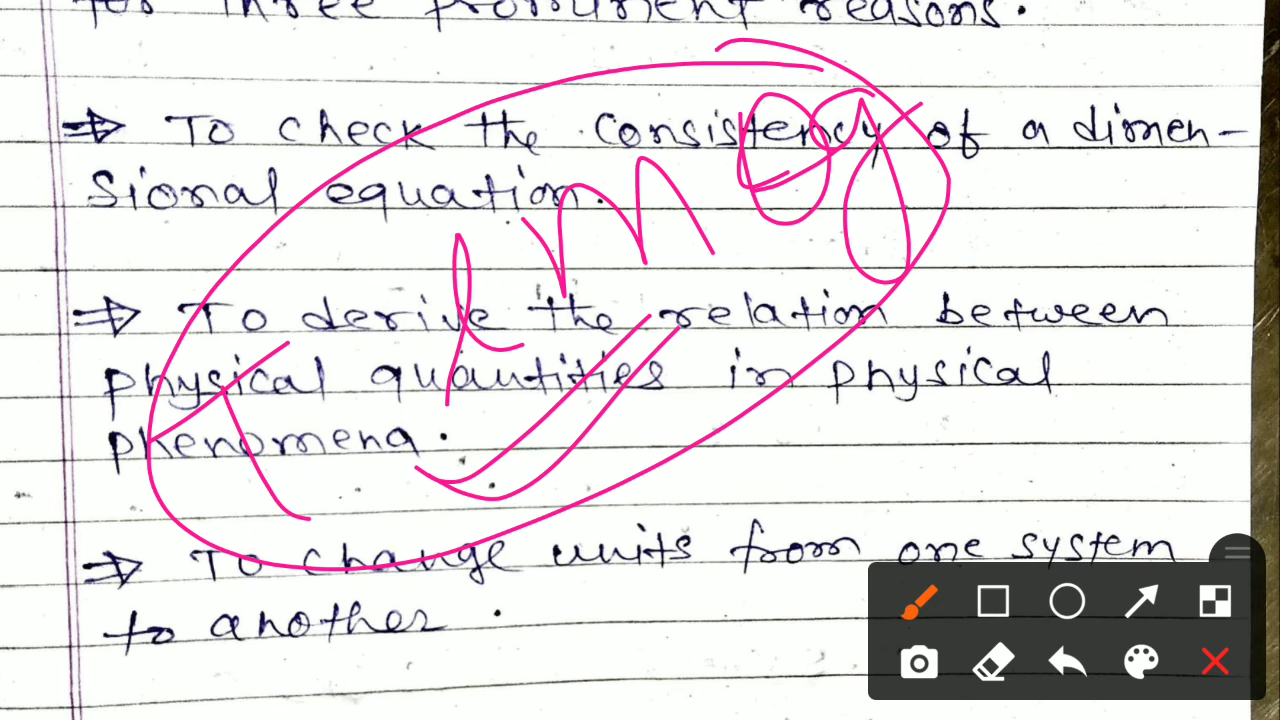 for three prominent reasons.
⇒ To check the consistency of a dimen-
sional equation.
⇒ To derive the relation between
physical quantities in physical
phenomena.
⇒ To change units from one system
to another.